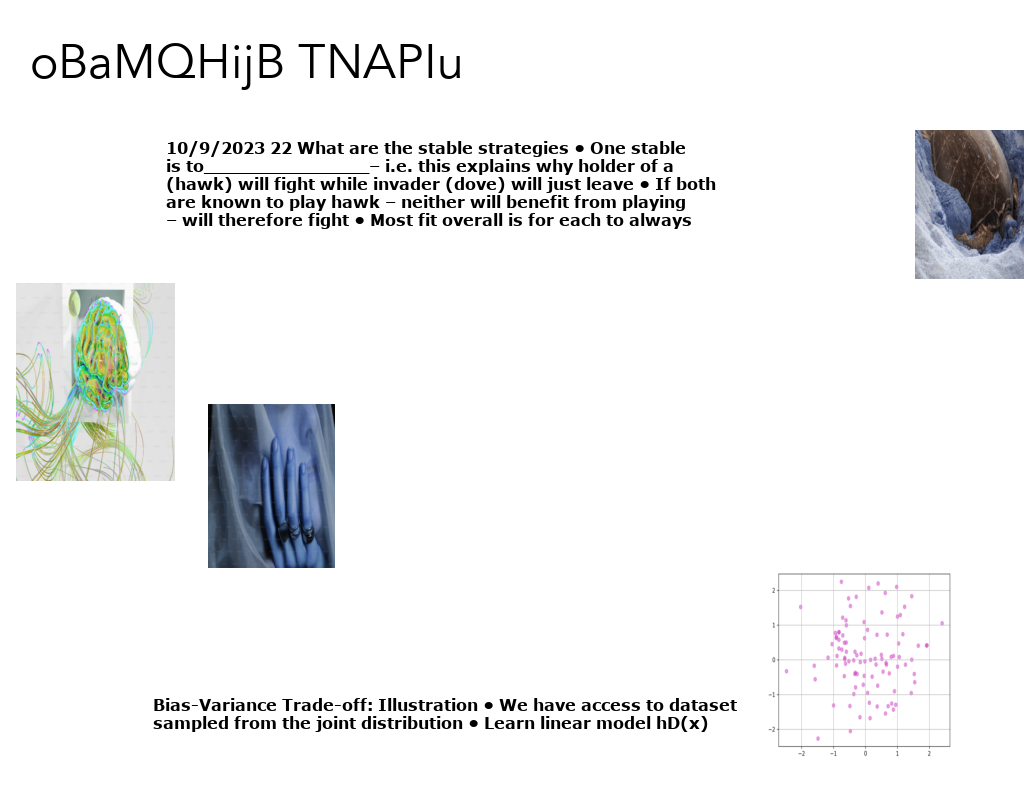 oBaMQHijB TNAPlu
10/9/2023 22 What are the stable strategies • One stable
is to____________________– i.e. this explains why holder of a
(hawk) will fight while invader (dove) will just leave • If both
are known to play hawk – neither will benefit from playing
– will therefore fight • Most fit overall is for each to always
Bias-Variance Trade-off: Illustration • We have access to dataset
sampled from the joint distribution • Learn linear model hD(x)
2
1
0
−1
−2
−2 −1 0 1 2